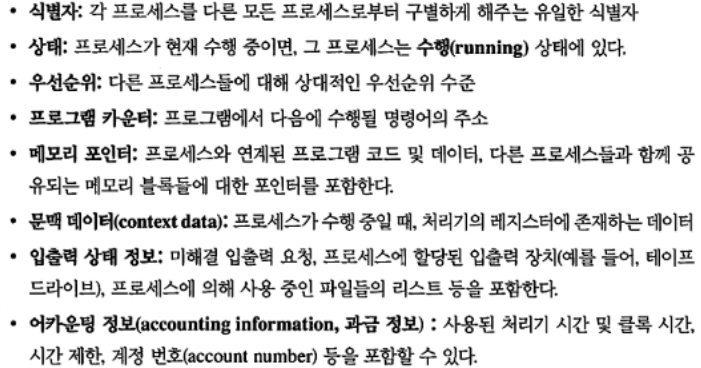 • 식별자: 각 프로세스를 다른 모든 프로세스로부터 구별하게 해주는 유일한 식별자
• 상태: 프로세스가 현재 수행 중이면, 그 프로세스는 수행(running) 상태에 있다.
• 우선순위: 다른 프로세스들에 대해 상대적인 우선순위 수준
• 프로그램 카운터: 프로그램에서 다음에 수행될 명령어의 주소
• 메모리 포인터: 프로세스와 연계된 프로그램 코드 및 데이터, 다른 프로세스들과 함께 공
유되는 메모리 블록들에 대한 포인터를 포함한다.
• 문맥 데이터(context data): 프로세스가 수행 중일 때, 처리기의 레지스터에 존재하는 데이터
• 입출력 상태 정보: 미해결 입출력 요청, 프로세스에 할당된 입출력 장치(예를 들어, 테이프
드라이브), 프로세스에 의해 사용 중인 파일들의 리스트 등을 포함한다.
• 어카운팅 정보(accounting information, 과금 정보) : 사용된 처리기 시간 및 클록 시간,
시간 제한, 계정 번호(account number) 등을 포함할 수 있다.